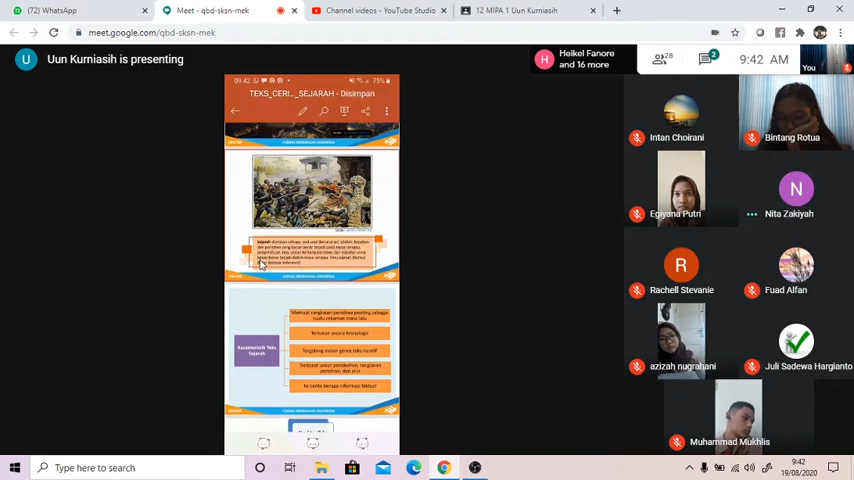 (72) WhatsApp
Meet - qbd-sksn-mek
Channel videos - YouTube Studio
12 MIPA 1 Uun Kurniasih
meet.google.com/qbd-sksn-mek
U
Uun Kurniasih is presenting
H
Heikel Fanore
and 16 more
28
2
9:42 AM
You
09:42
75%
TEKS_CERI..._SEJARAH - Disimpan
Karakteristik Teks
Sejarah
Memuat rangkaian peristiwa penting sebagai
suatu rekaman masa lalu
Tersusun secara kronologis
Tergolong dalam genre teks naratif
Terdapat unsur penokohan, rangkaian
peristiwa, dan alur
Isi cerita berupa informasi faktual
Intan Choirani
Bintang Rotua
Egiyana Putri
N
Nita Zakiyah
R
Rachell Stevanie
Fuad Alfan
azizah nugrahani
Juli Sadewa Hargianto
Muhammad Mukhlis
Type here to search
9:42
19/08/2020